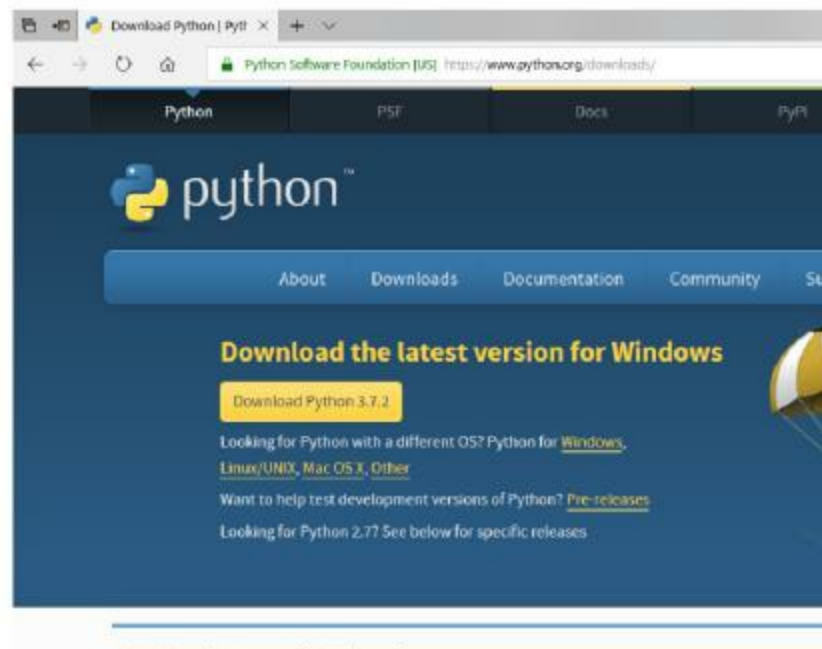 Download Python | Pyth
Python Software Foundation [US] https://www.python.org/downloads/
Python PSF Docs PyPI
python™
About Downloads Documentation Community Su
Download the latest version for Windows
Download Python 3.7.2
Looking for Python with a different OS? Python for Windows,
Linux/UNIX, Mac OS X, Other
Want to help test development versions of Python? Pre-releases
Looking for Python 2.7? See below for specific releases